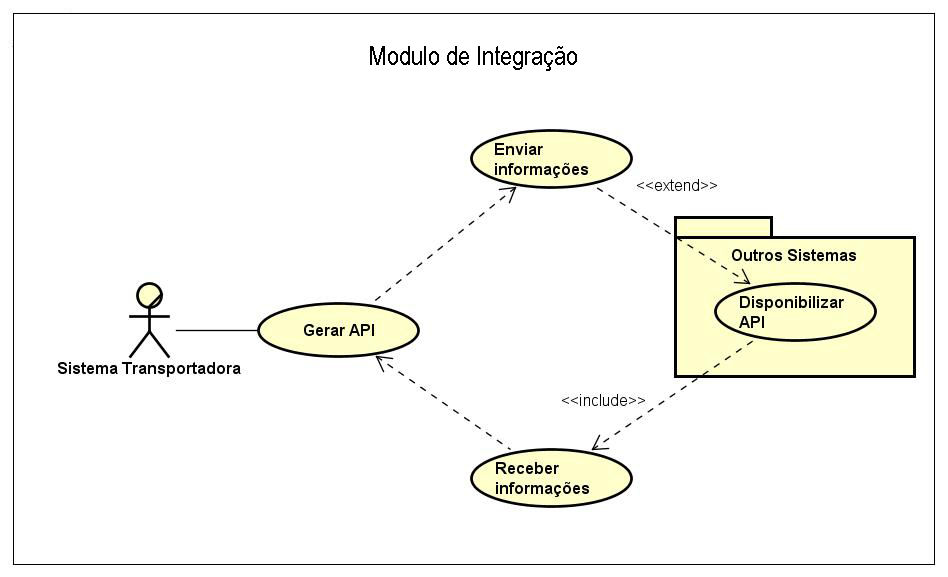 Modulo de Integração
Enviar
informações
<<extend>>
Outros Sistemas
Disponibilizar
API
Gerar API
Sistema Transportadora
<<include>>
Receber
informações